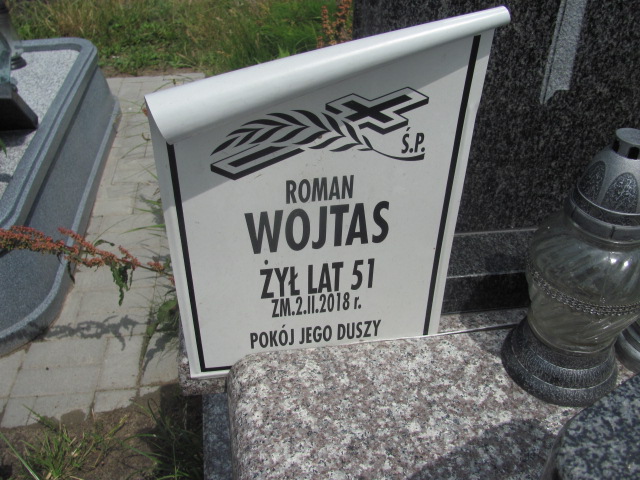 Ś.P.
ROMAN
WOJTAS
ŻYŁ LAT 51
ZM.2.II.2018 r.
POKÓJ JEGO DUSZY